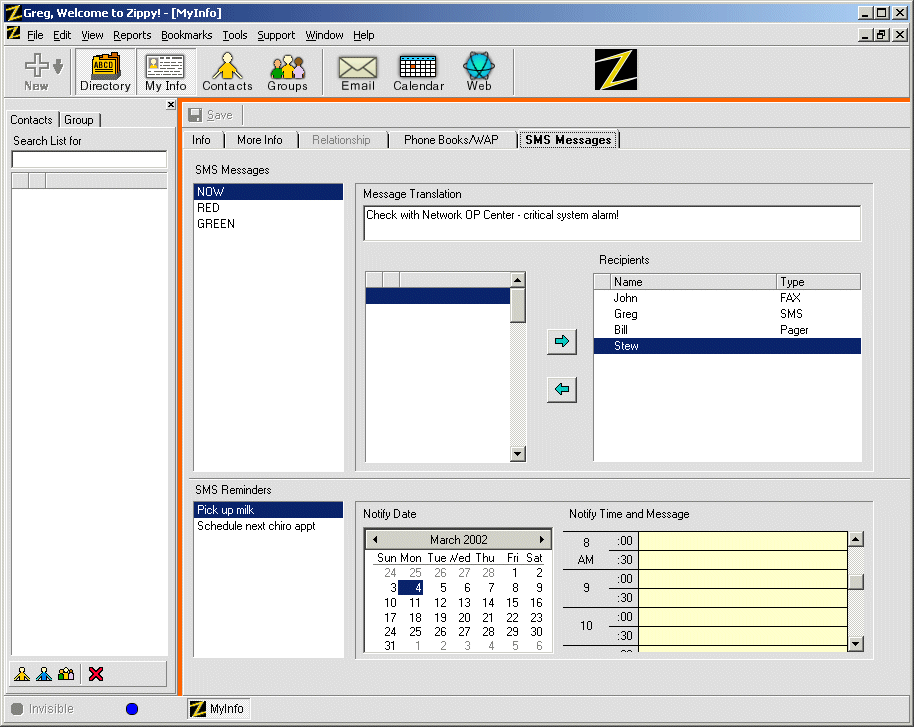 Greg, Welcome to Zippy! - [MyInfo]
File Edit View Reports Bookmarks Tools Support Window Help
New Directory My Info Contacts Groups Email Calendar Web
Contacts Group
Search List for
Save
Info More Info Relationship Phone Books/WAP SMS Messages
SMS Messages
NOW
RED
GREEN
Message Translation
Check with Network OP Center - critical system alarm!
Recipients
Name Type
John FAX
Greg SMS
Bill Pager
Stew
SMS Reminders
Pick up milk
Schedule next chiro appt
Notify Date
March 2002
Sun Mon Tue Wed Thu Fri Sat
24 25 26 27 28 1 2
3 4 5 6 7 8 9
10 11 12 13 14 15 16
17 18 19 20 21 22 23
24 25 26 27 28 29 30
31 1 2 3 4 5 6
Notify Time and Message
8 :00
AM :30
9 :00
:30
10 :00
:30
Invisible
MyInfo